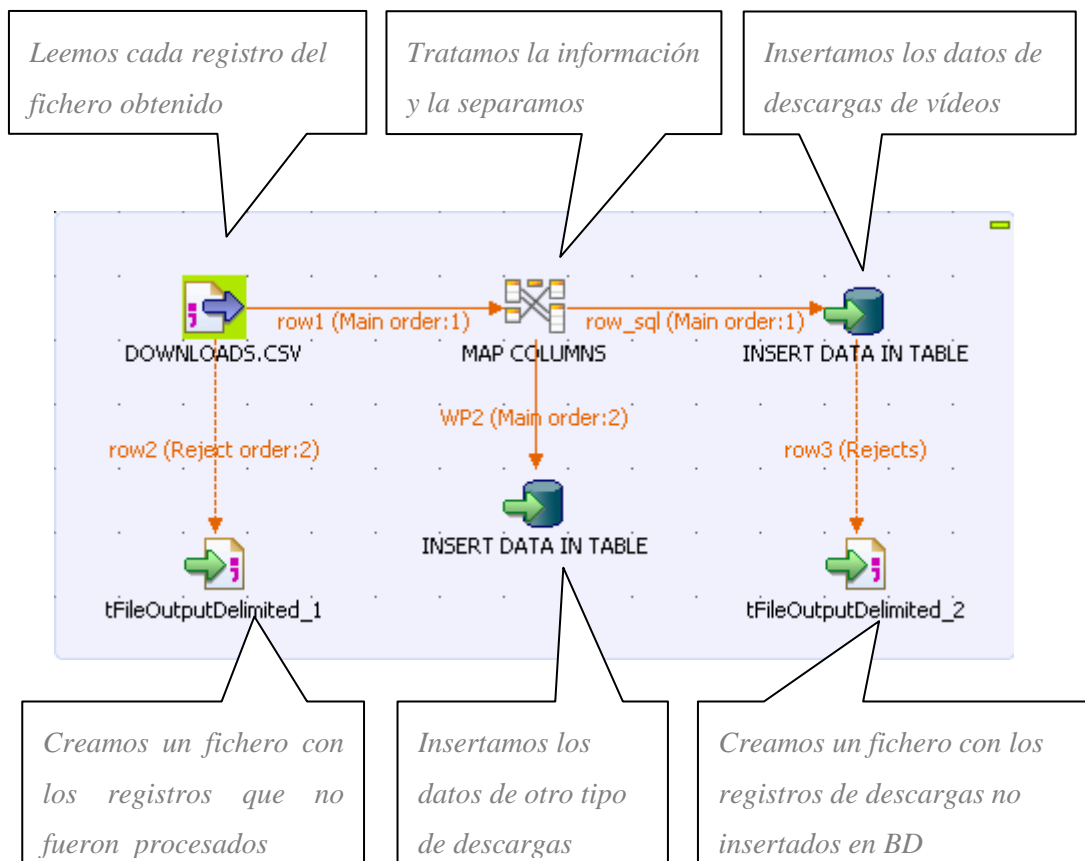 Leemos cada registro del
fichero obtenido
Tratamos la información
y la separamos
Insertamos los datos de
descargas de vídeos
row1 (Main order:1)
row_sql (Main order:1)
DOWNLOADS.CSV
MAP COLUMNS
INSERT DATA IN TABLE
WP2 (Main order:2)
row2 (Reject order:2)
row3 (Rejects)
INSERT DATA IN TABLE
tFileOutputDelimited_1
tFileOutputDelimited_2
Creamos un fichero con
los registros que no
fueron procesados
Insertamos los
datos de otro tipo
de descargas
Creamos un fichero con los
registros de descargas no
insertados en BD